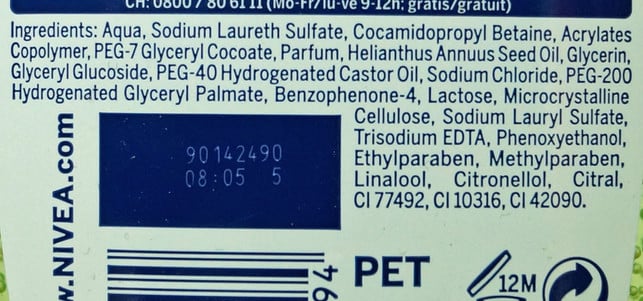 CH: 0800 / 80 61 11 (Mo-Fr/lu-ve 9-12h: gratis/gratuit)
Ingredients: Aqua, Sodium Laureth Sulfate, Cocamidopropyl Betaine, Acrylates
Copolymer, PEG-7 Glyceryl Cocoate, Parfum, Helianthus Annuus Seed Oil, Glycerin,
Glyceryl Glucoside, PEG-40 Hydrogenated Castor Oil, Sodium Chloride, PEG-200
Hydrogenated Glyceryl Palmate, Benzophenone-4, Lactose, Microcrystalline
Cellulose, Sodium Lauryl Sulfate,
Trisodium EDTA, Phenoxyethanol,
Ethylparaben, Methylparaben,
Linalool, Citronellol, Citral,
CI 77492, CI 10316, CI 42090.
90142490
08:05 5
w.NIVEA.com
94
PET
12M